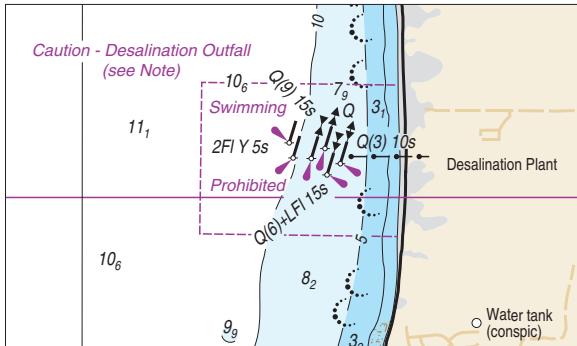 10
Caution - Desalination Outfall
(see Note)
10₆
Q(9) 15s
7₉
3₁
Swimming
Q
11₁
2Fl Y 5s
Q(3) 10s
Desalination Plant
Prohibited
Q(6)+LFl 15s
5
10₆
8₂
9₉
Water tank
(conspic)